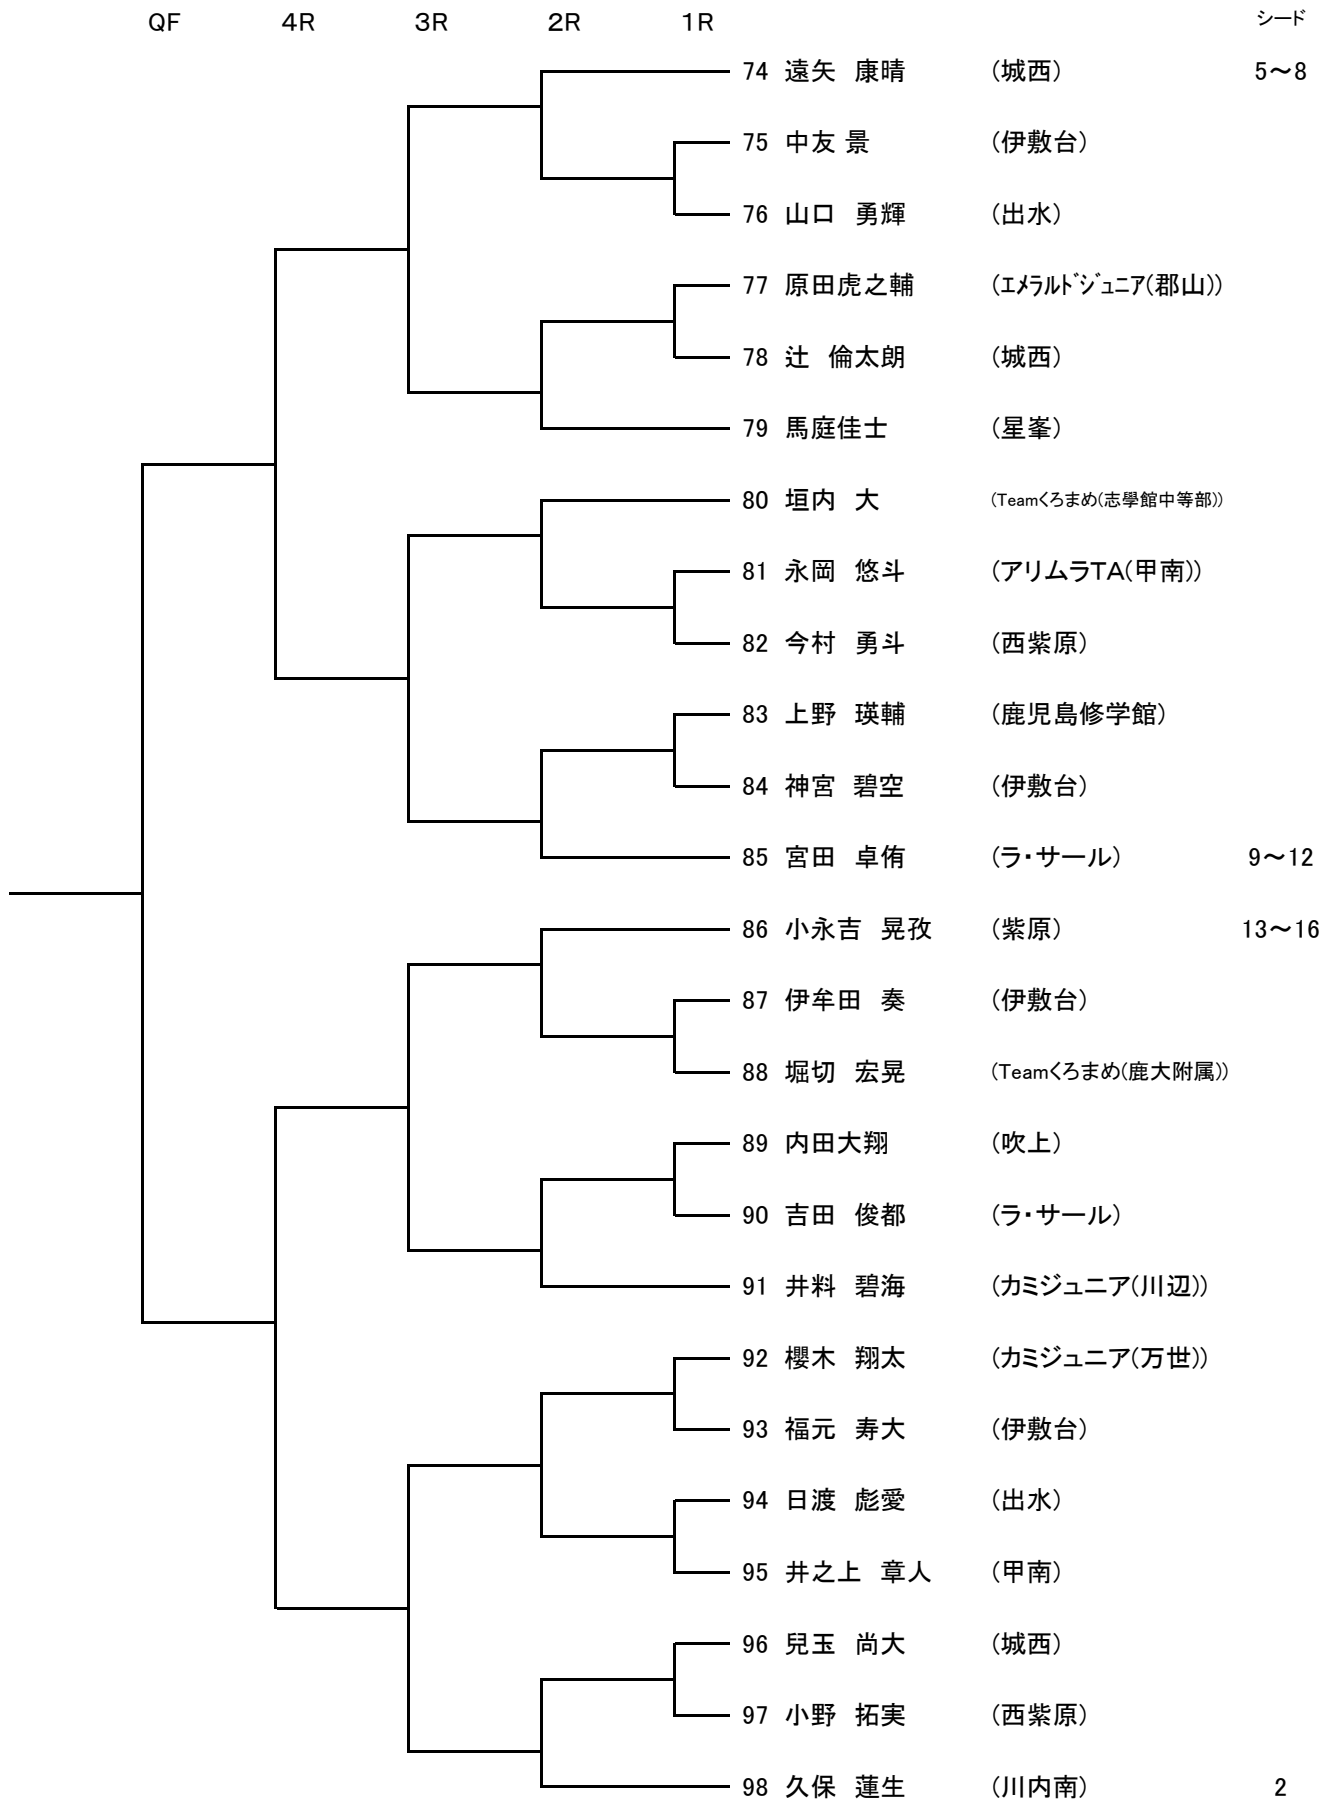 QF 4R 3R 2R 1R シード
74 遠矢　康晴 (城西) 5～8
75 中友 景 (伊敷台)
76 山口　勇輝 (出水)
77 原田虎之輔 (ｴﾒﾗﾙﾄﾞｼﾞｭﾆｱ(郡山))
78 辻　倫太朗 (城西)
79 馬庭佳士 (星峯)
80 垣内　大 (Teamくろまめ(志學館中等部))
81 永岡　悠斗 (アリムラTA(甲南))
82 今村　勇斗 (西紫原)
83 上野　瑛輔 (鹿児島修学館)
84 神宮　碧空 (伊敷台)
85 宮田　卓侑 (ラ・サール) 9～12
86 小永吉　晃孜 (紫原) 13～16
87 伊牟田　奏 (伊敷台)
88 堀切　宏晃 (Teamくろまめ(鹿大附属))
89 内田大翔 (吹上)
90 吉田　俊都 (ラ・サール)
91 井料　碧海 (カミジュニア(川辺))
92 櫻木　翔太 (カミジュニア(万世))
93 福元　寿大 (伊敷台)
94 日渡　彪愛 (出水)
95 井之上　章人 (甲南)
96 兒玉　尚大 (城西)
97 小野　拓実 (西紫原)
98 久保　蓮生 (川内南) 2